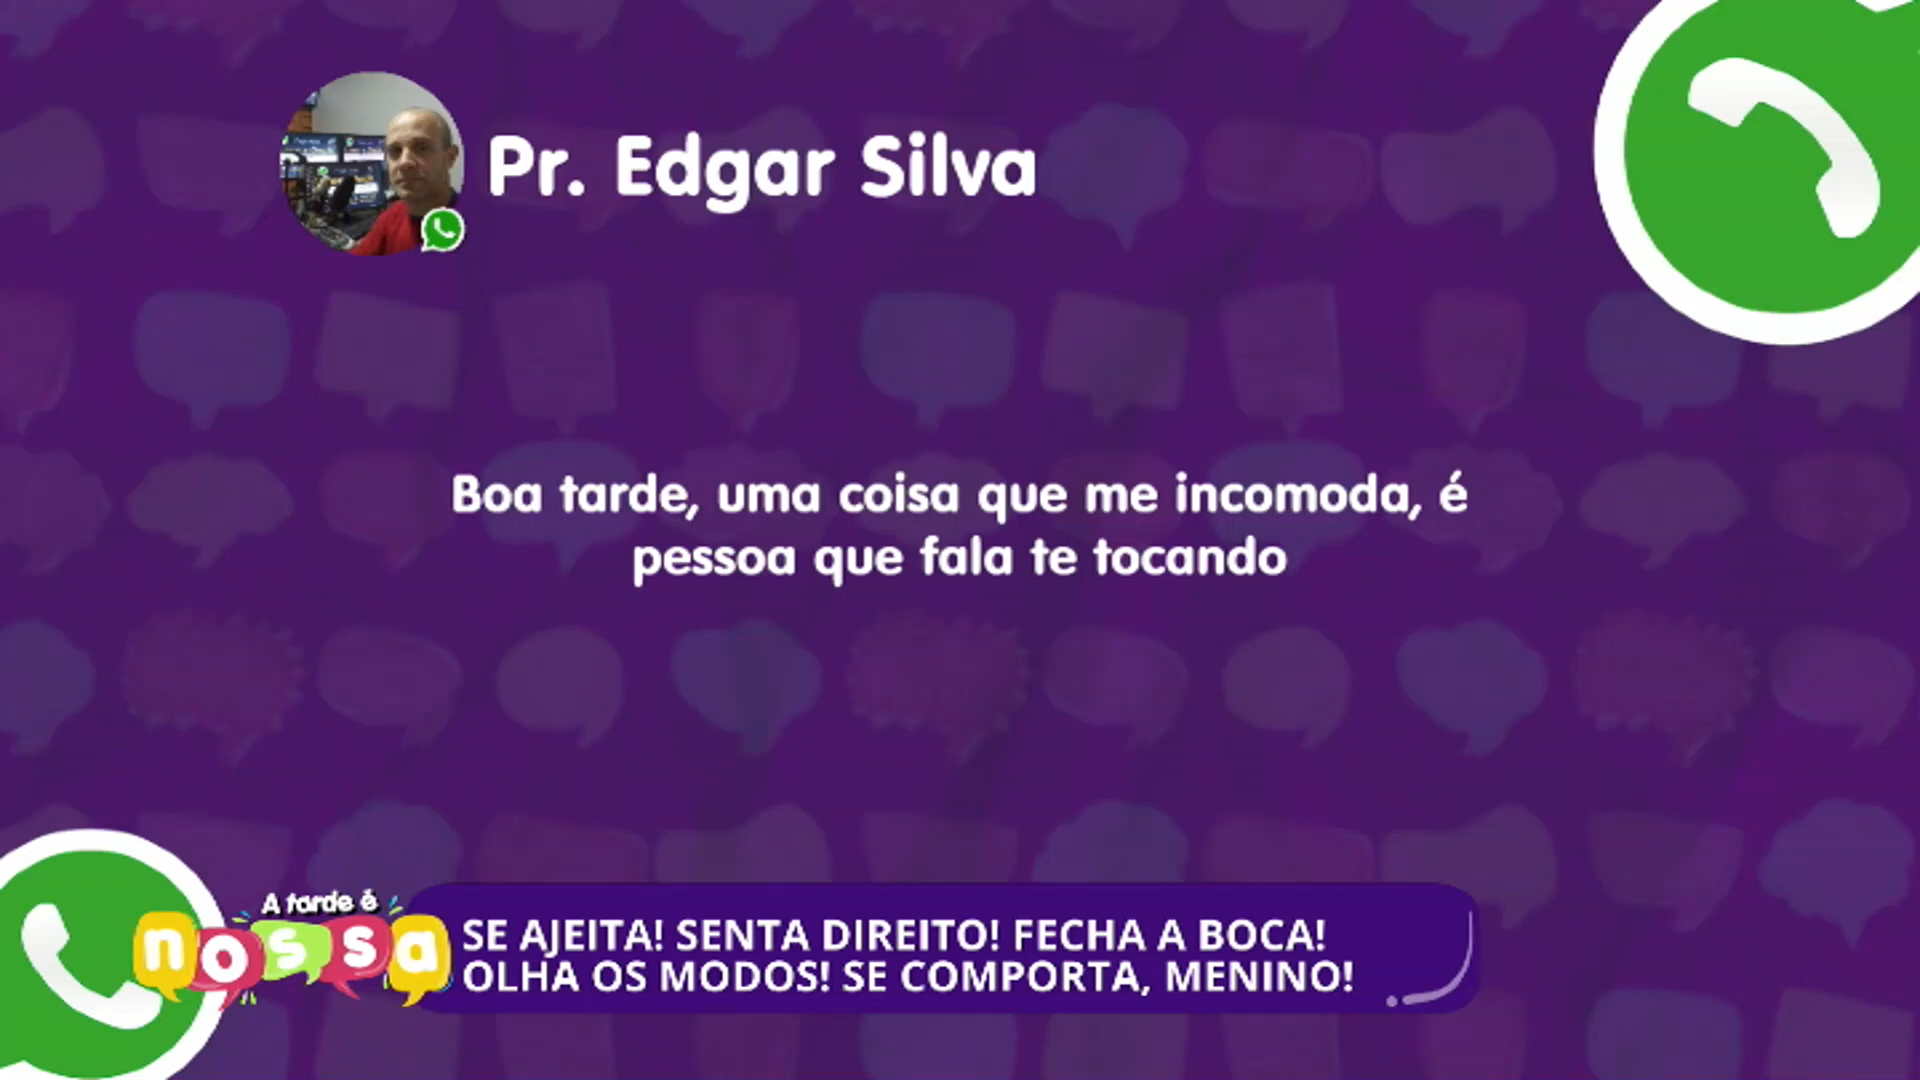 Pr. Edgar Silva
Boa tarde, uma coisa que me incomoda, é
pessoa que fala te tocando
A tarde é
nossa
SE AJEITA! SENTA DIREITO! FECHA A BOCA!
OLHA OS MODOS! SE COMPORTA, MENINO!